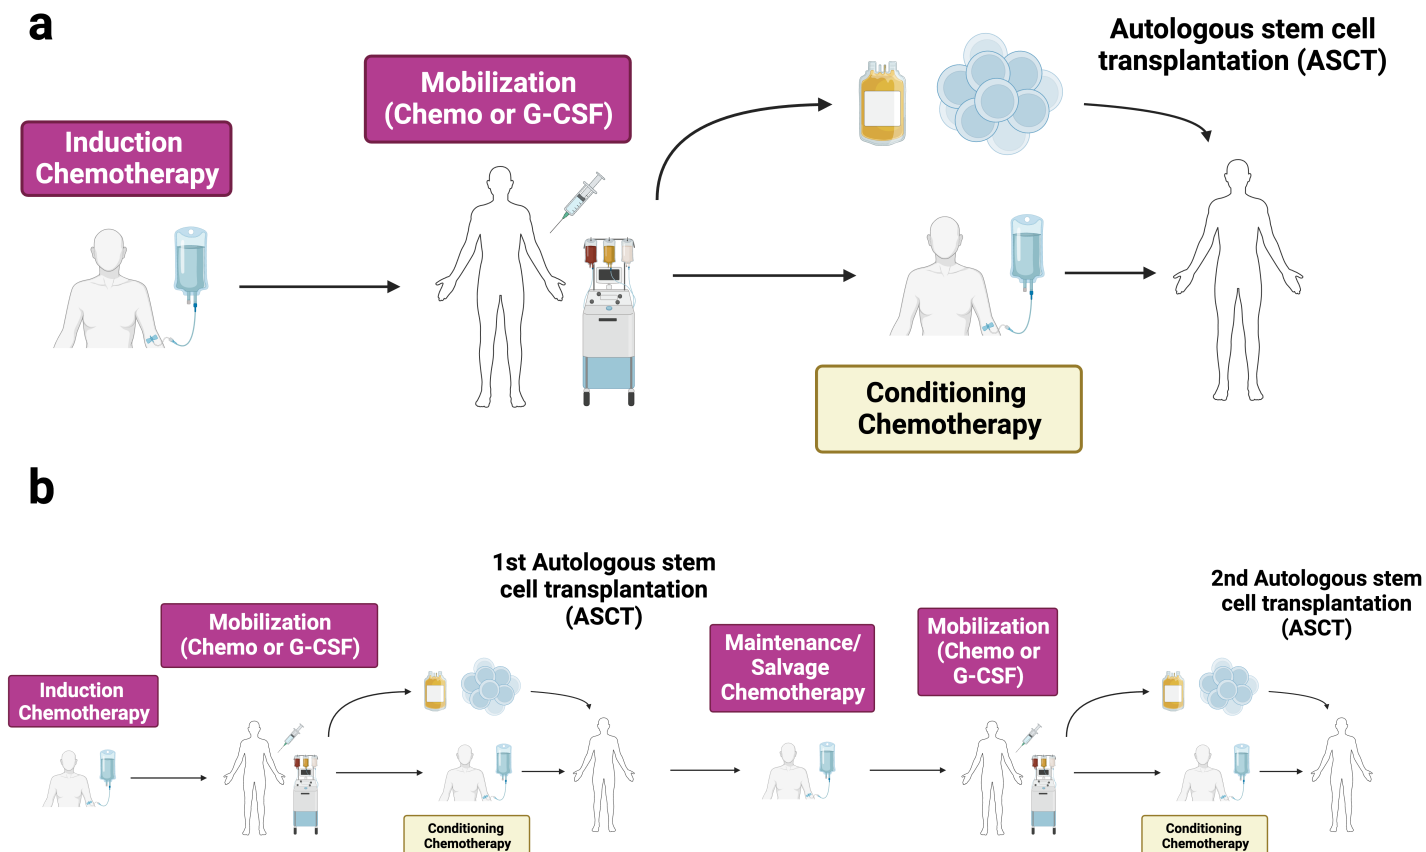 a
Induction
Chemotherapy
Mobilization
(Chemo or G-CSF)
Autologous stem cell
transplantation (ASCT)
Conditioning
Chemotherapy
b
Induction
Chemotherapy
Mobilization
(Chemo or G-CSF)
1st Autologous stem
cell transplantation
(ASCT)
Conditioning
Chemotherapy
Maintenance/
Salvage
Chemotherapy
Mobilization
(Chemo or
G-CSF)
2nd Autologous stem
cell transplantation
(ASCT)
Conditioning
Chemotherapy